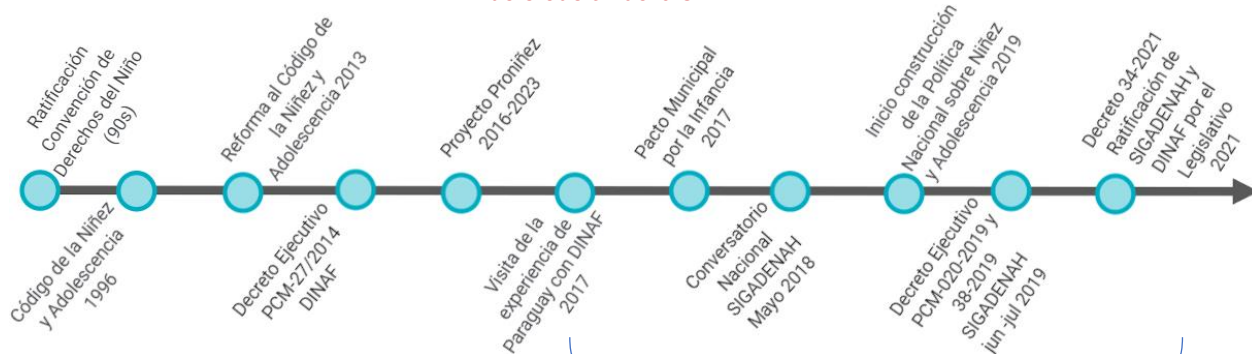 Ratificación
Convención de
Derechos del Niño
(90s)
Código de la Niñez
y Adolescencia
1996
Reforma al Código de
la Niñez y
Adolescencia 2013
Decreto Ejecutivo
PCM-27/2014
DINAF
Proyecto Proniñez
2016-2023
Visita de la
experiencia de
Paraguay con DINAF
2017
Pacto Municipal
por la Infancia
2017
Conversatorio
Nacional
SIGADENAH
Mayo 2018
Inicio construcción
de la Política
Nacional sobre Niñez
y Adolescencia 2019
Decreto Ejecutivo
PCM-020-2019 y
38-2019
SIGADENAH
jun -jul 2019
Decreto 34-2021
Ratificación de
SIGADENAH y
DINAF por el
Legislativo
2021